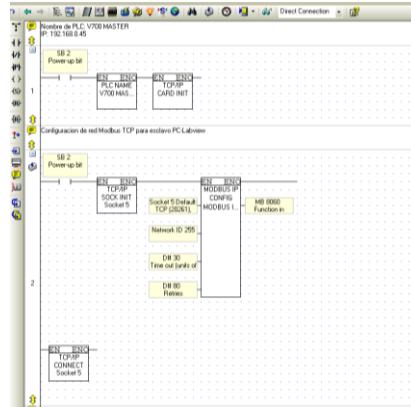 Direct Connection
Nombre de PLC: V700 MASTER
IP: 192.168.0.45
SB 2
Power-up bit
EN ENO
PLC NAME
V700 MAS...
EN ENO
TCP/IP
CARD INIT
1
Configuracion de red Modbus TCP para esclavo PC-Labview
SB 2
Power-up bit
EN ENO
TCP/IP
SOCK INIT
Socket 5
EN ENO
MODBUS IP
CONFIG
MODBUS I...
Socket 5 Default
TCP (20261),
Network ID 255
DW 30
Time out (units of
DW 80
Retries
MB 8060
Function in
2
EN ENO
TCP/IP
CONNECT
Socket 5